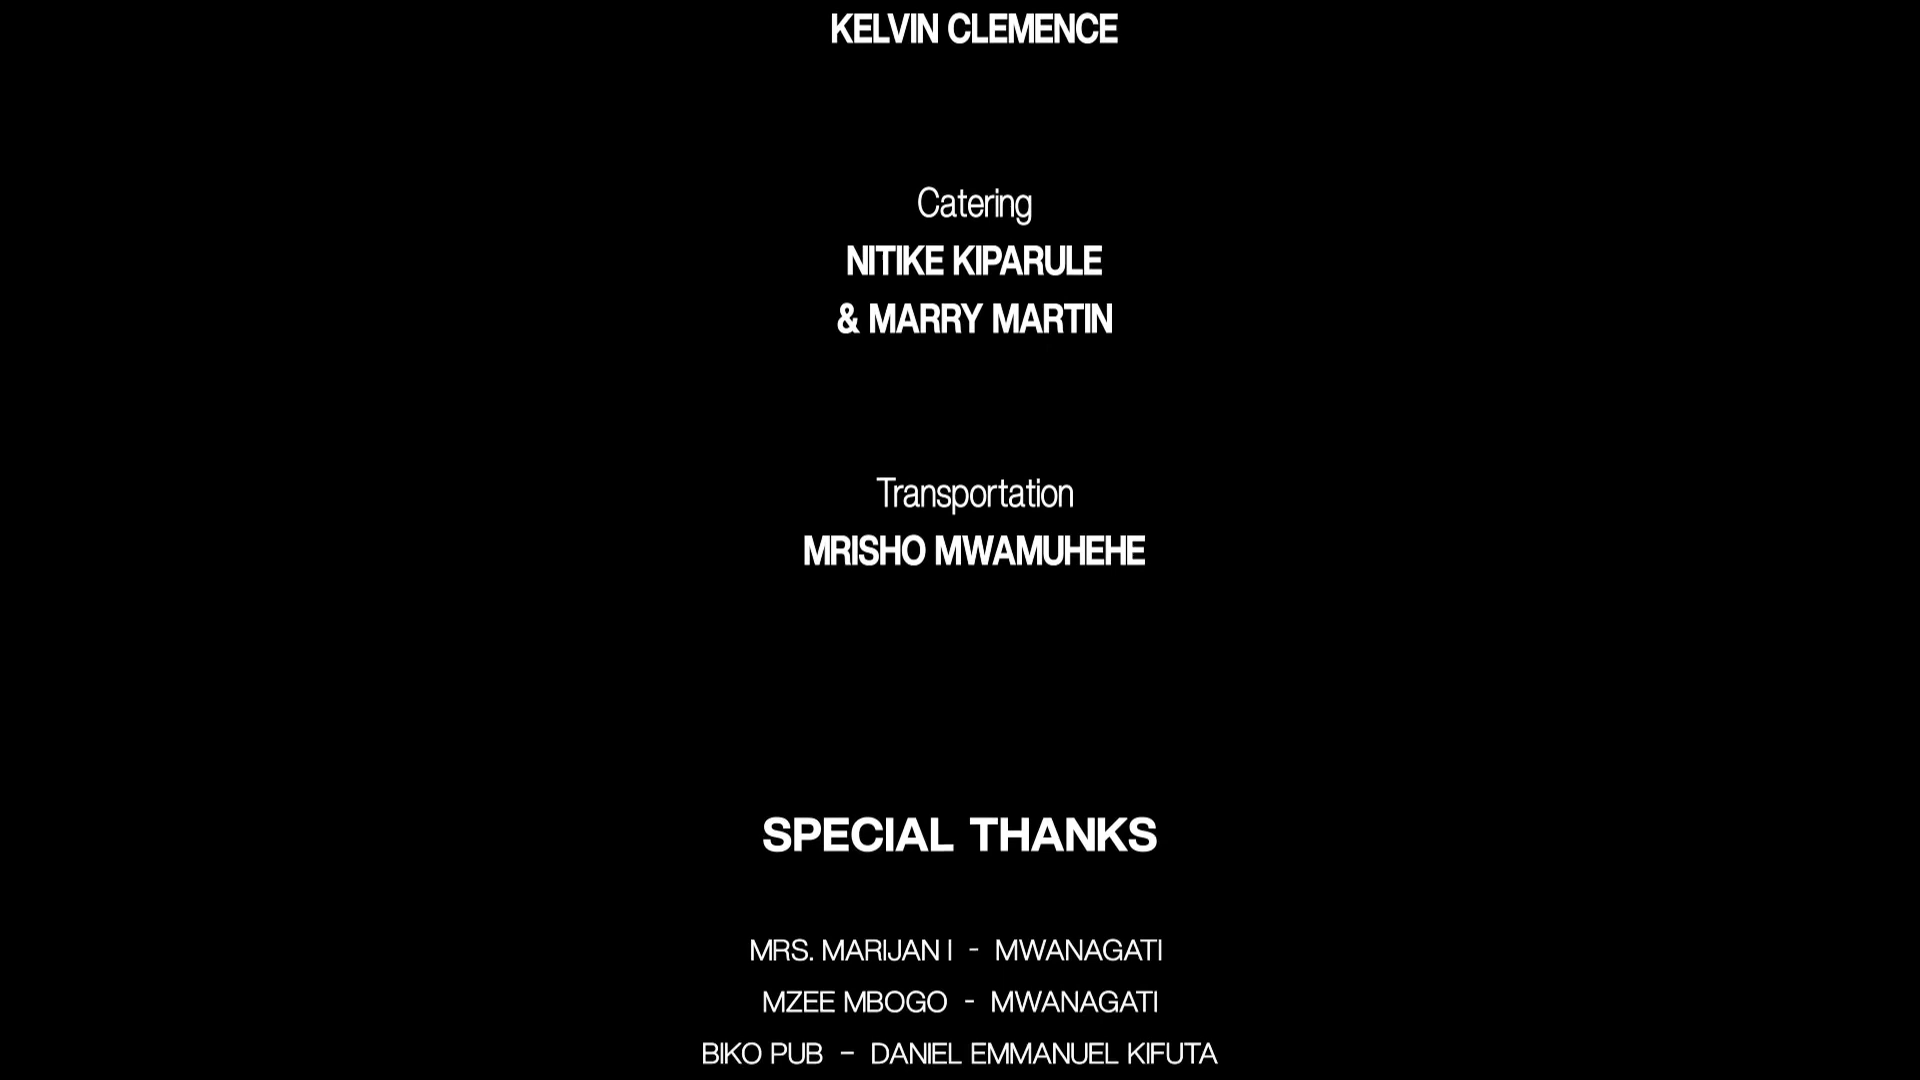 KELVIN CLEMENCE
Catering
NITIKE KIPARULE
& MARRY MARTIN
Transportation
MRISHO MWAMUHEHE
SPECIAL THANKS
MRS. MARIJAN I - MWANAGATI
MZEE MBOGO - MWANAGATI
BIKO PUB – DANIEL EMMANUEL KIFUTA